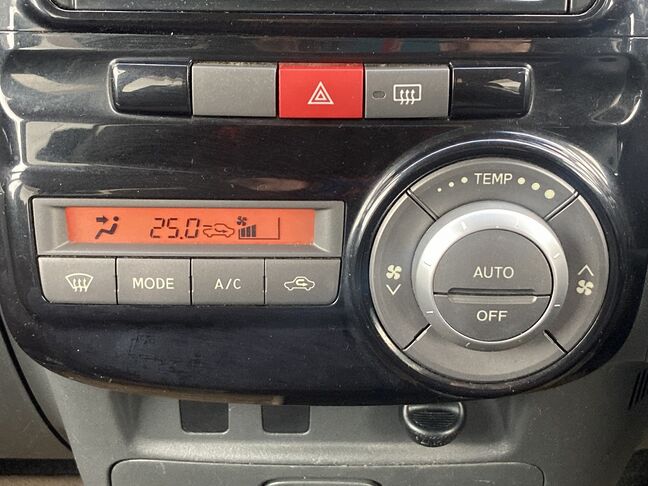 TEMP
25.0
AUTO
MODE
A/C
OFF